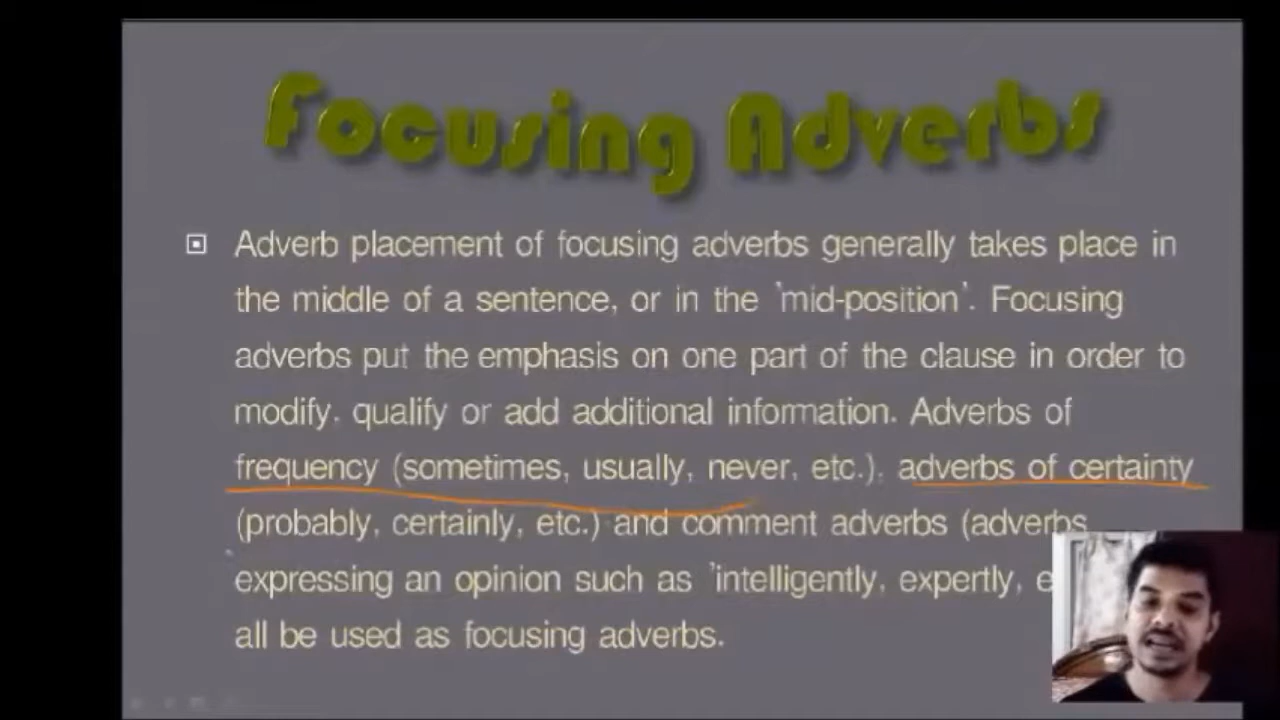 Focusing Adverbs
Adverb placement of focusing adverbs generally takes place in
the middle of a sentence, or in the 'mid-position'. Focusing
adverbs put the emphasis on one part of the clause in order to
modify, qualify or add additional information. Adverbs of
frequency (sometimes, usually, never, etc.), adverbs of certainty
(probably, certainly, etc.) and comment adverbs (adverbs
expressing an opinion such as 'intelligently, expertly,
all be used as focusing adverbs.